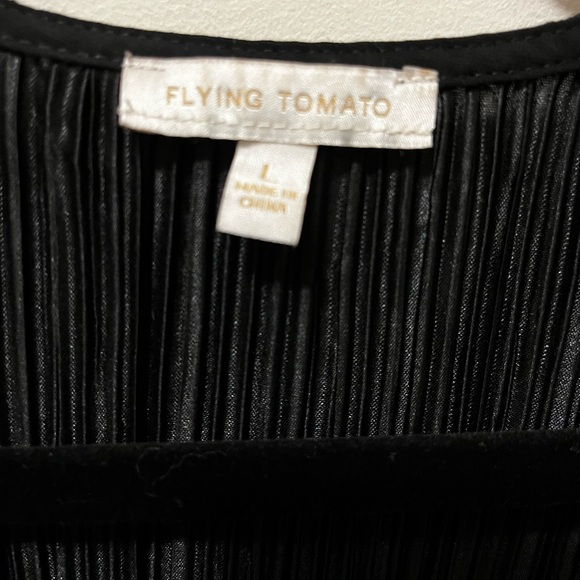 FLYING TOMATO
L
MADE IN
CHINA